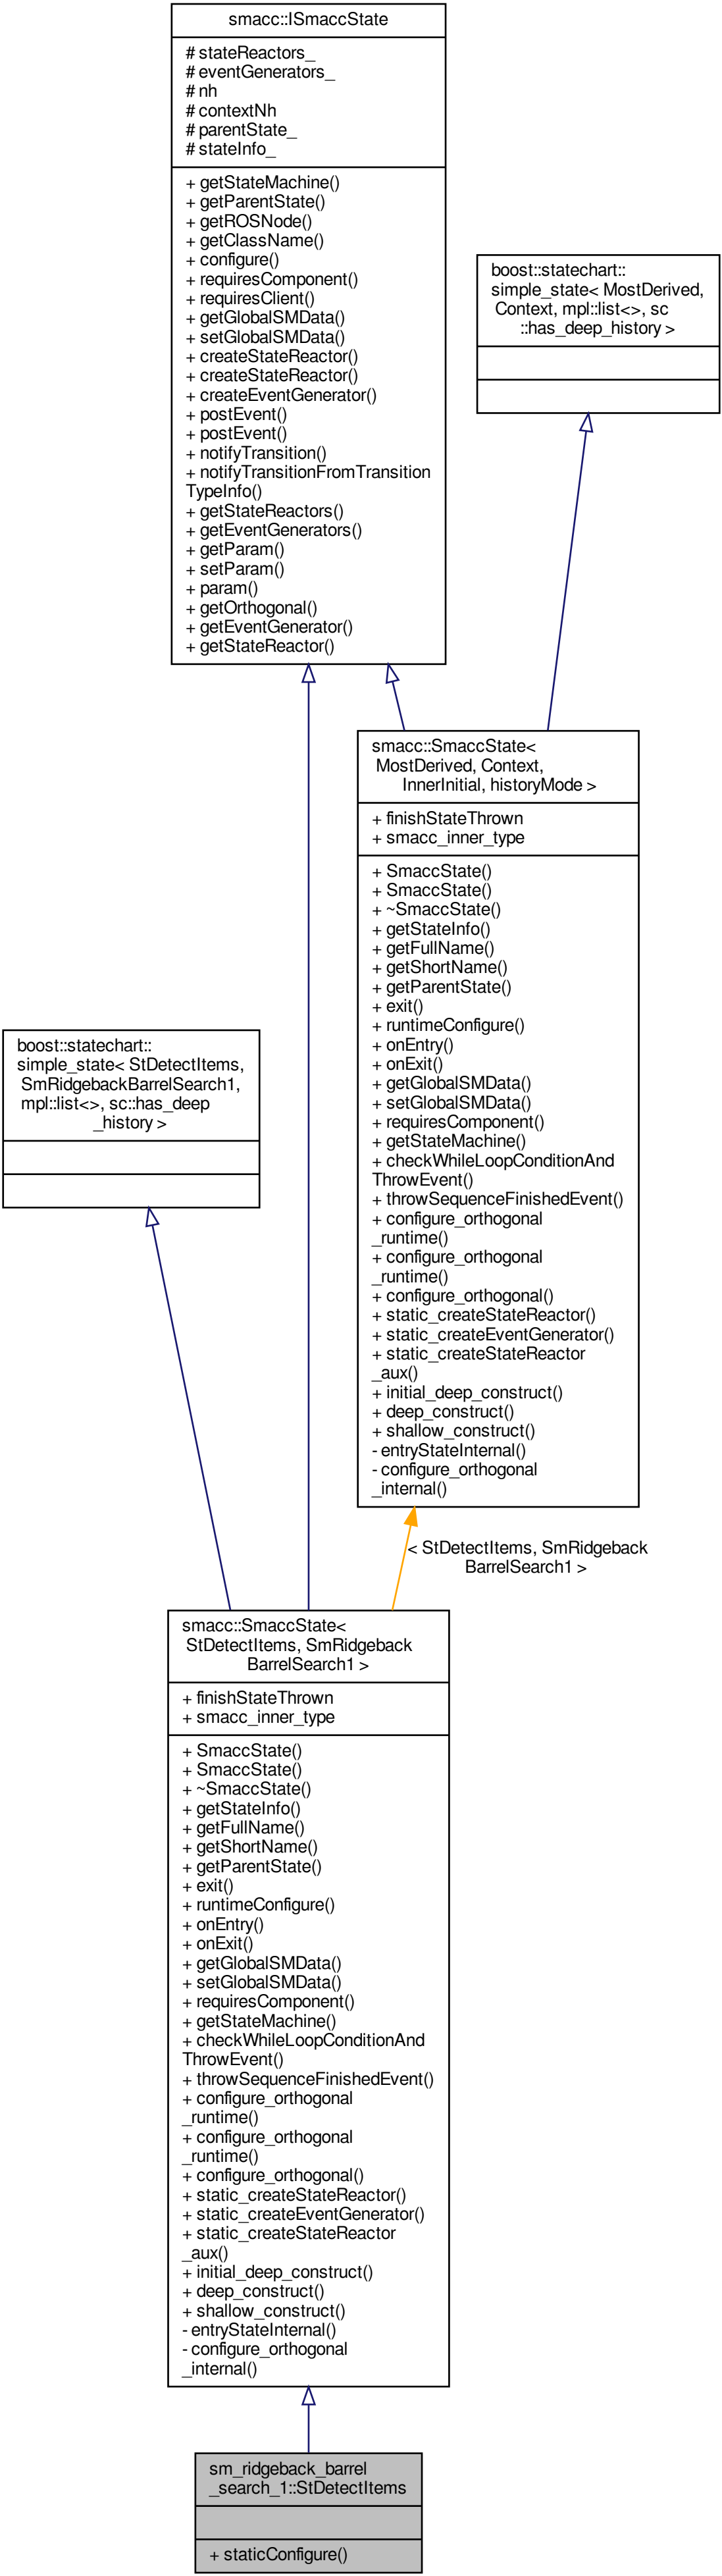 smacc::ISmaccState
# stateReactors_
# eventGenerators_
# nh
# contextNh
# parentState_
# stateInfo_
+ getStateMachine()
+ getParentState()
+ getROSNode()
+ getClassName()
+ configure()
+ requiresComponent()
+ requiresClient()
+ getGlobalSMData()
+ setGlobalSMData()
+ createStateReactor()
+ createStateReactor()
+ createEventGenerator()
+ postEvent()
+ postEvent()
+ notifyTransition()
+ notifyTransitionFromTransition
TypeInfo()
+ getStateReactors()
+ getEventGenerators()
+ getParam()
+ setParam()
+ param()
+ getOrthogonal()
+ getEventGenerator()
+ getStateReactor()
boost::statechart::
simple_state< MostDerived,
Context, mpl::list<>, sc
::has_deep_history >
smacc::SmaccState<
MostDerived, Context,
InnerInitial, historyMode >
+ finishStateThrown
+ smacc_inner_type
+ SmaccState()
+ SmaccState()
+ ~SmaccState()
+ getStateInfo()
+ getFullName()
+ getShortName()
+ getParentState()
+ exit()
+ runtimeConfigure()
+ onEntry()
+ onExit()
+ getGlobalSMData()
+ setGlobalSMData()
+ requiresComponent()
+ getStateMachine()
+ checkWhileLoopConditionAnd
ThrowEvent()
+ throwSequenceFinishedEvent()
+ configure_orthogonal
_runtime()
+ configure_orthogonal
_runtime()
+ configure_orthogonal()
+ static_createStateReactor()
+ static_createEventGenerator()
+ static_createStateReactor
_aux()
+ initial_deep_construct()
+ deep_construct()
+ shallow_construct()
- entryStateInternal()
- configure_orthogonal
_internal()
boost::statechart::
simple_state< StDetectItems,
SmRidgebackBarrelSearch1,
mpl::list<>, sc::has_deep
_history >
< StDetectItems, SmRidgeback
BarrelSearch1 >
smacc::SmaccState<
StDetectItems, SmRidgeback
BarrelSearch1 >
+ finishStateThrown
+ smacc_inner_type
+ SmaccState()
+ SmaccState()
+ ~SmaccState()
+ getStateInfo()
+ getFullName()
+ getShortName()
+ getParentState()
+ exit()
+ runtimeConfigure()
+ onEntry()
+ onExit()
+ getGlobalSMData()
+ setGlobalSMData()
+ requiresComponent()
+ getStateMachine()
+ checkWhileLoopConditionAnd
ThrowEvent()
+ throwSequenceFinishedEvent()
+ configure_orthogonal
_runtime()
+ configure_orthogonal
_runtime()
+ configure_orthogonal()
+ static_createStateReactor()
+ static_createEventGenerator()
+ static_createStateReactor
_aux()
+ initial_deep_construct()
+ deep_construct()
+ shallow_construct()
- entryStateInternal()
- configure_orthogonal
_internal()
sm_ridgeback_barrel
_search_1::StDetectItems
+ staticConfigure()